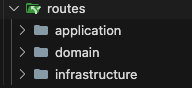 routes
application
domain
infrastructure